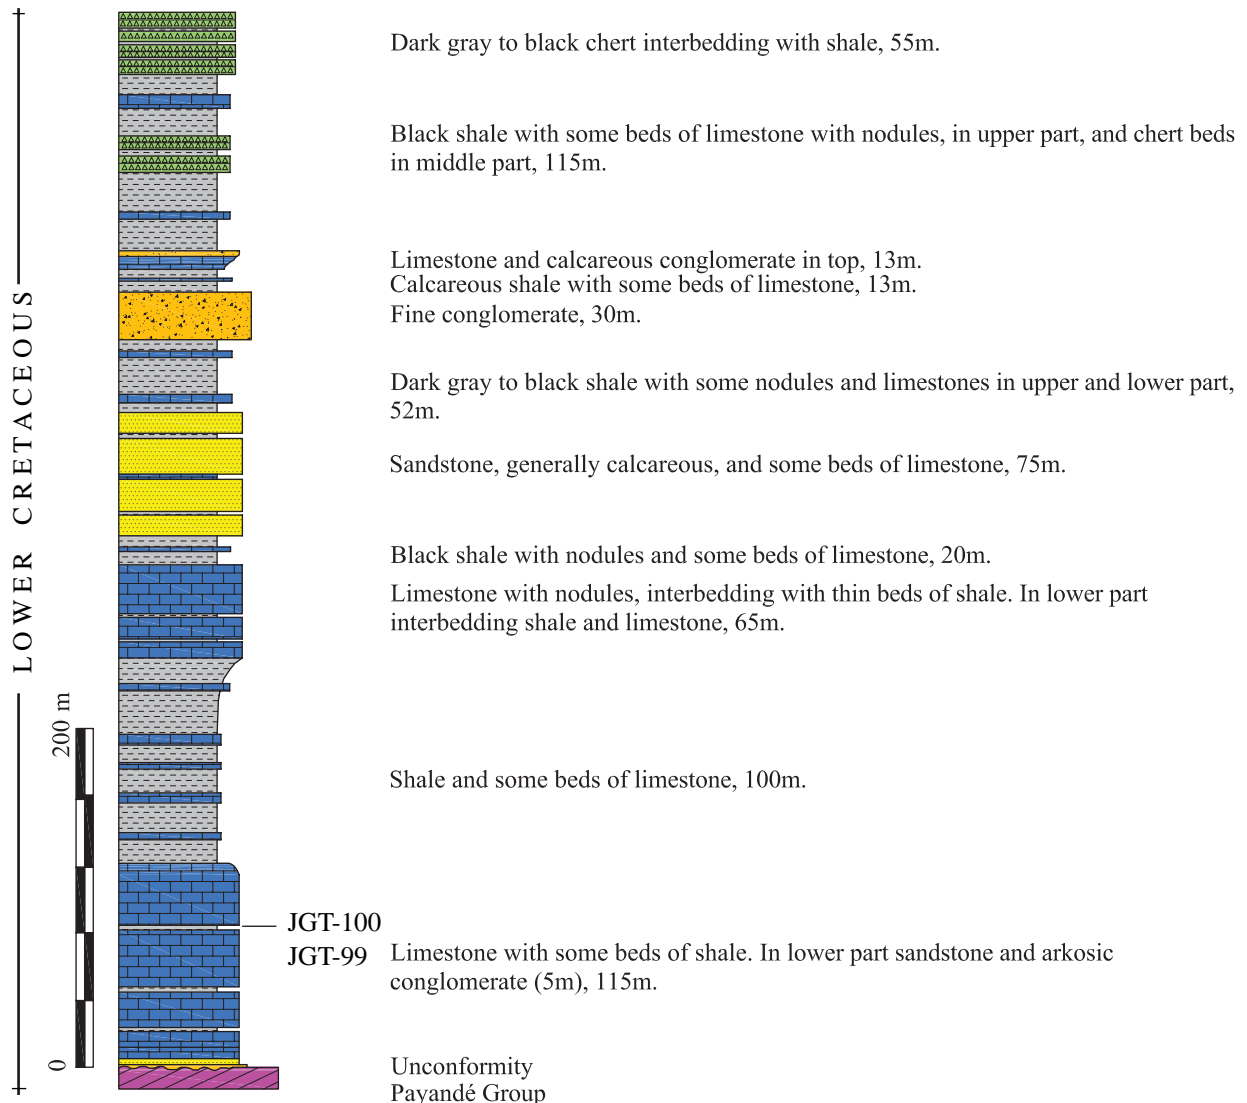 Dark gray to black chert interbedding with shale, 55m.
Black shale with some beds of limestone with nodules, in upper part, and chert beds
in middle part, 115m.
Limestone and calcareous conglomerate in top, 13m.
Calcareous shale with some beds of limestone, 13m.
Fine conglomerate, 30m.
Dark gray to black shale with some nodules and limestones in upper and lower part,
52m.
Sandstone, generally calcareous, and some beds of limestone, 75m.
Black shale with nodules and some beds of limestone, 20m.
Limestone with nodules, interbedding with thin beds of shale. In lower part
interbedding shale and limestone, 65m.
LOWER CRETACEOUS
200 m
Shale and some beds of limestone, 100m.
JGT-100
JGT-99
Limestone with some beds of shale. In lower part sandstone and arkosic
conglomerate (5m), 115m.
0
Unconformity
Payandé Group